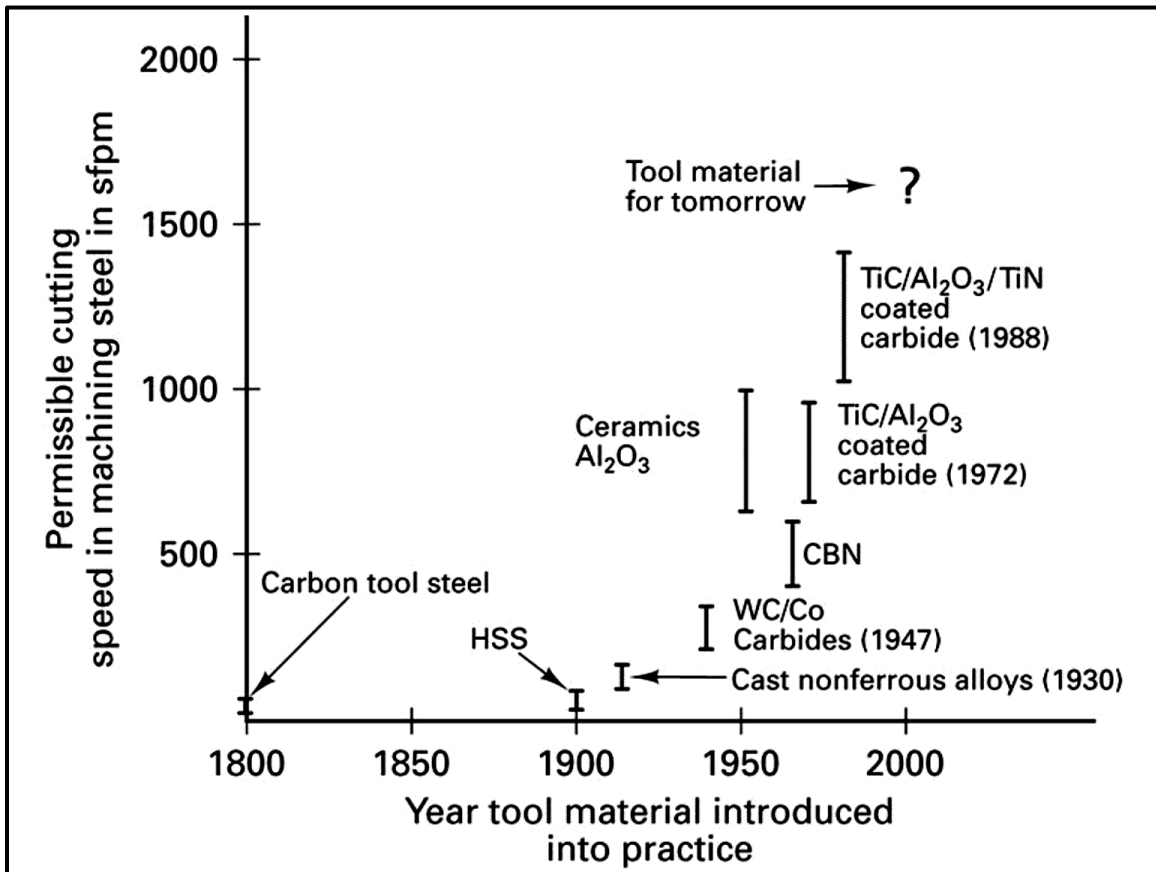 Permissible cutting
speed in machining steel in sfpm
2000
1500
1000
500
Tool material
for tomorrow
?
TiC/Al₂O₃/TiN
coated
carbide (1988)
Ceramics
Al₂O₃
TiC/Al₂O₃
coated
carbide (1972)
CBN
Carbon tool steel
WC/Co
Carbides (1947)
HSS
Cast nonferrous alloys (1930)
1800
1850
1900
1950
2000
Year tool material introduced
into practice